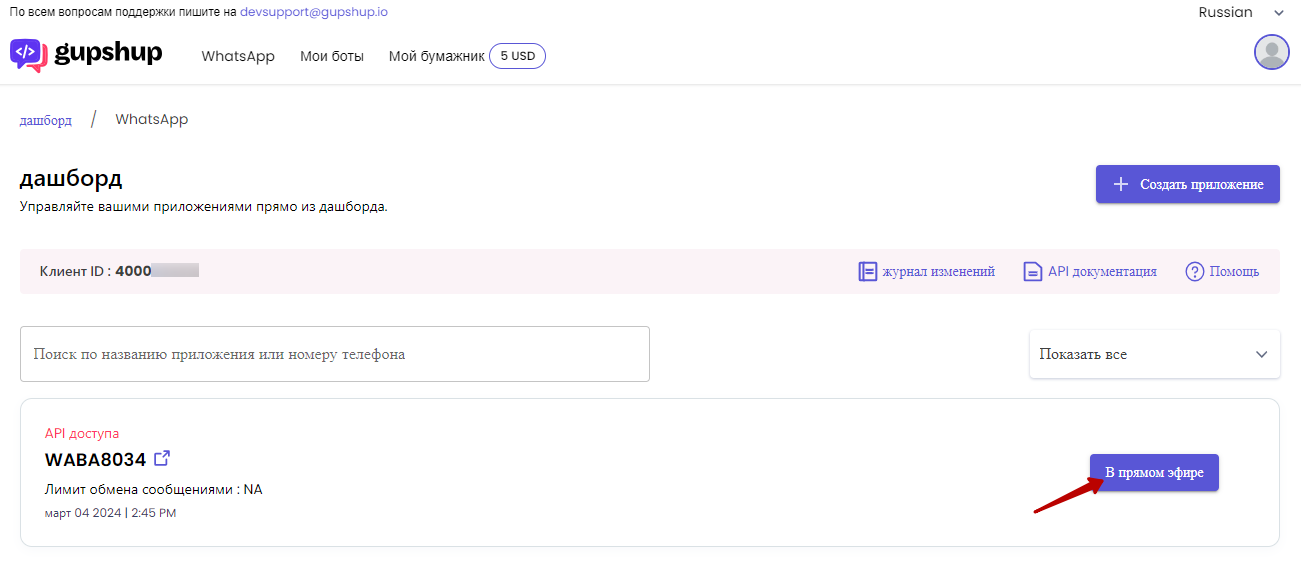 По всем вопросам поддержки пишите на devsupport@gupshup.io
Russian
gupshup
WhatsApp
Мои боты
Мой бумажник
5 USD
дашборд / WhatsApp
дашборд
Управляйте вашими приложениями прямо из дашборда.
+ Создать приложение
Клиент ID : 4000
журнал изменений
API документация
Помощь
Поиск по названию приложения или номеру телефона
Показать все
API доступа
WABA8034
Лимит обмена сообщениями : NA
март 04 2024 | 2:45 PM
В прямом эфире